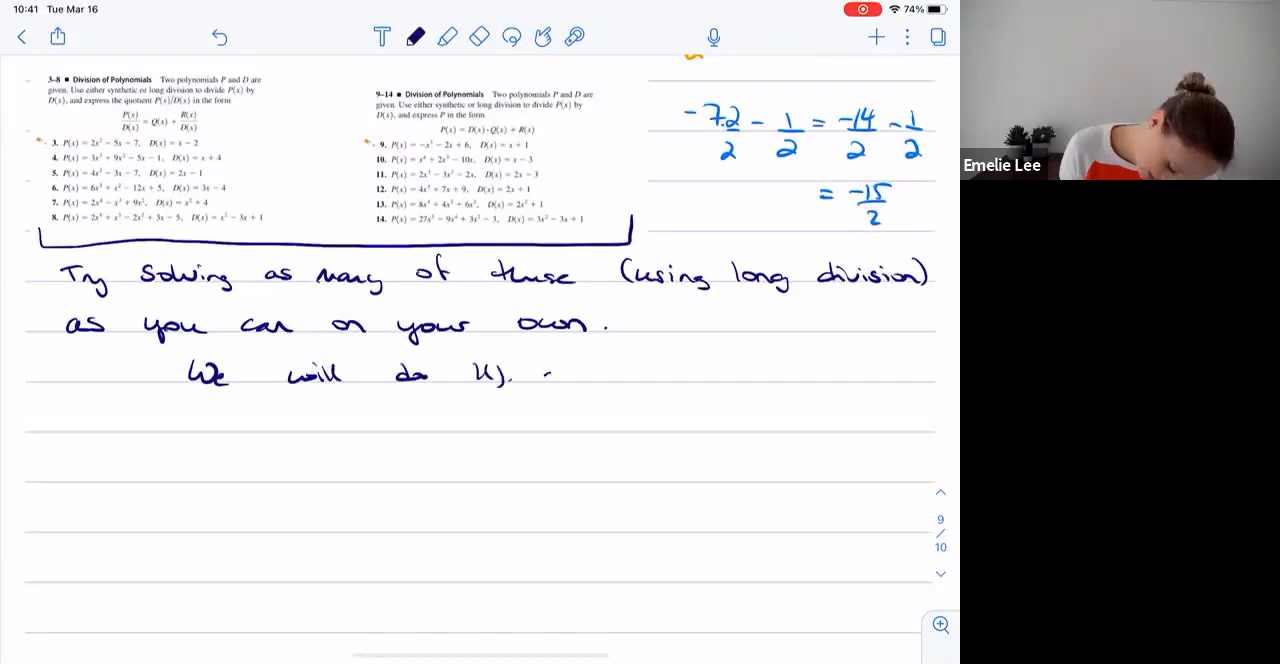 10:41 Tue Mar 16
74%
3–8 ■ Division of Polynomials Two polynomials P and D are
given. Use either synthetic or long division to divide P(x) by
D(x), and express the quotient P(x)/D(x) in the form
P(x)/D(x) = Q(x) + R(x)/D(x)
3. P(x) = 2x² − 5x − 7, D(x) = x − 2
4. P(x) = 3x³ + 9x² − 5x − 1, D(x) = x + 4
5. P(x) = 4x² − 3x − 7, D(x) = 2x − 1
6. P(x) = 6x³ + x² − 12x + 5, D(x) = 3x − 4
7. P(x) = 2x⁴ − x³ + 9x², D(x) = x² + 4
8. P(x) = 2x⁵ + x³ − 2x² + 3x − 5, D(x) = x² − 3x + 1
9–14 ■ Division of Polynomials Two polynomials P and D are
given. Use either synthetic or long division to divide P(x) by
D(x), and express P in the form
P(x) = D(x) · Q(x) + R(x)
9. P(x) = −x³ − 2x + 6, D(x) = x + 1
10. P(x) = x⁴ + 2x³ − 10x, D(x) = x − 3
11. P(x) = 2x³ − 3x² − 2x, D(x) = 2x − 3
12. P(x) = 4x³ + 7x + 9, D(x) = 2x + 1
13. P(x) = 8x⁴ + 4x³ + 6x², D(x) = 2x² + 1
14. P(x) = 27x⁵ − 9x⁴ + 3x² − 3, D(x) = 3x² − 3x + 1
-7.2/2 - 1/2 = -14/2 - 1/2
= -15/2
Emelie Lee
Try solving as many of these (using long division)
as you can on your own.
We will do
9
/
10